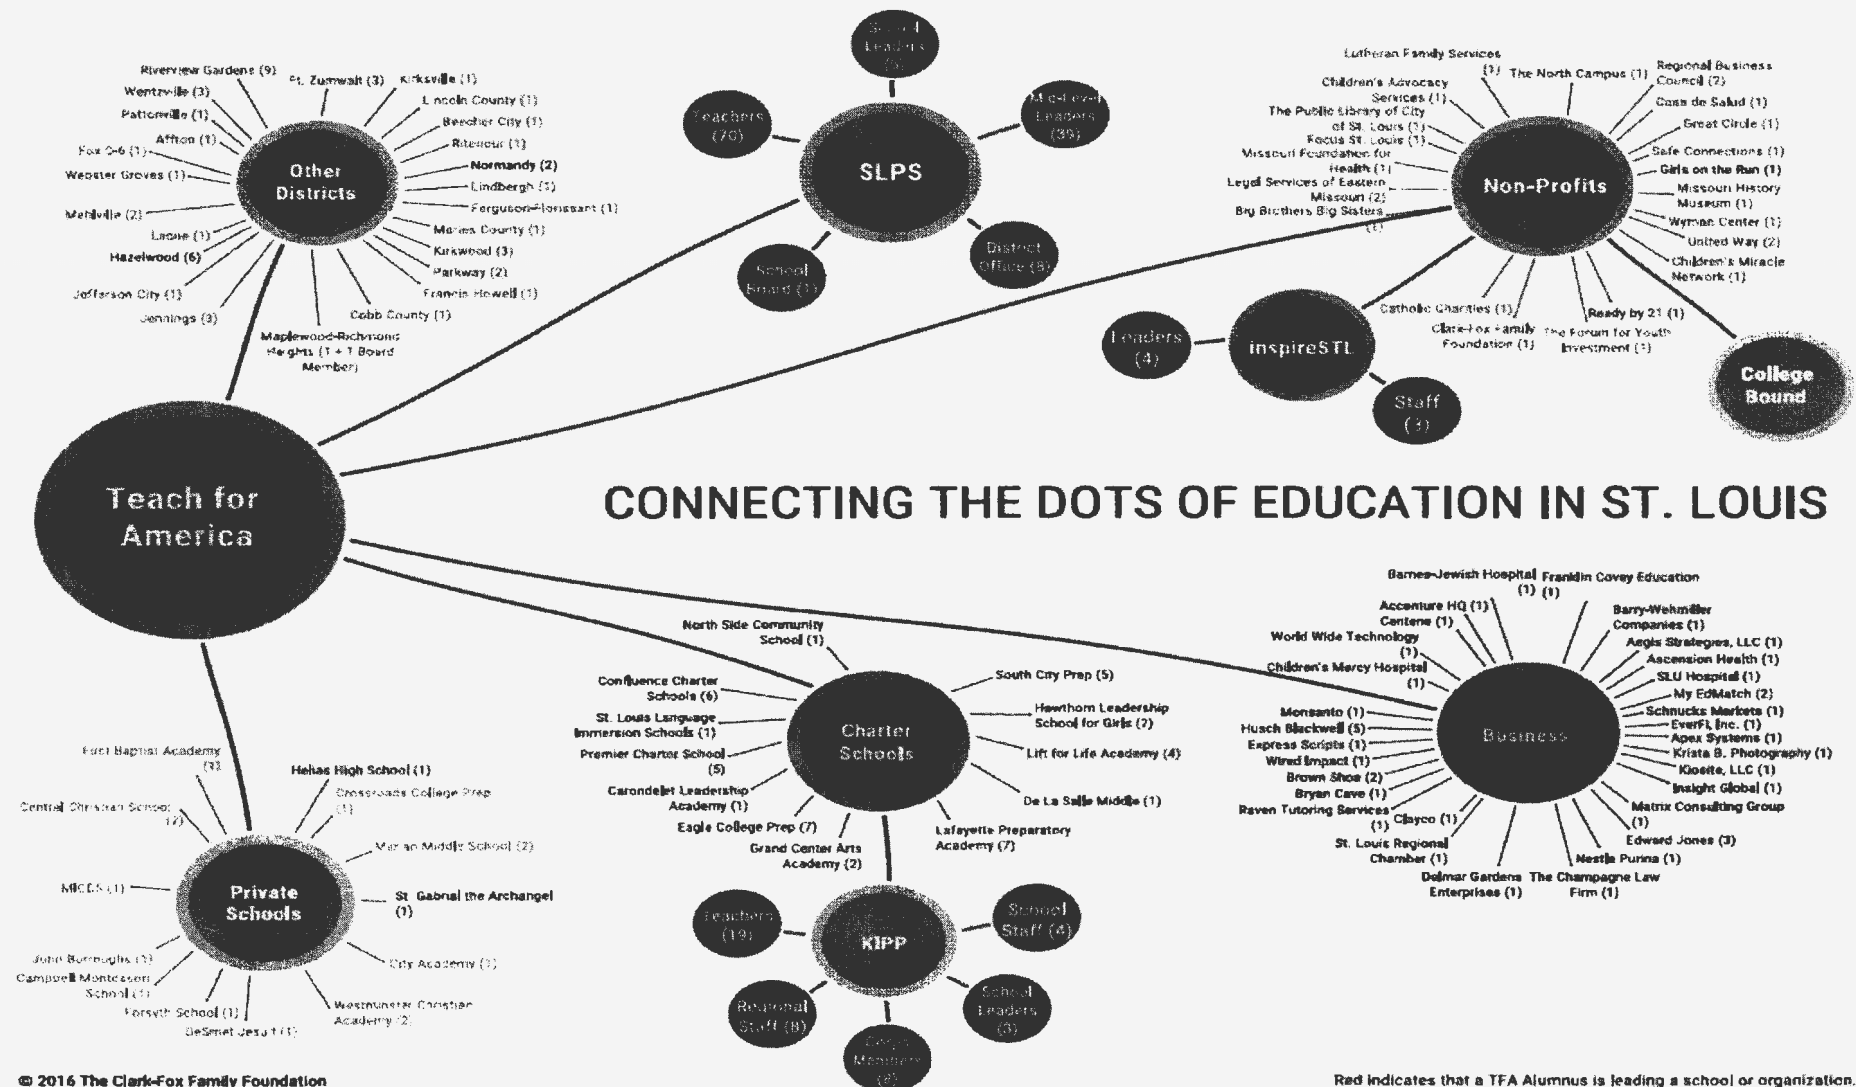 Riverview Gardens (9)
Ft. Zumwalt (3)
Kirksville (1)
Wentzville (3)
Lincoln County (1)
Pattonville (1)
Beecher City (1)
Affton (1)
Ritenour (1)
Fox C-6 (1)
Normandy (2)
Webster Groves (1)
Lindbergh (1)
Other
Districts
Mehlville (2)
Ferguson-Florissant (1)
Ladue (1)
Maries County (1)
Hazelwood (6)
Kirkwood (3)
Parkway (2)
Jefferson City (1)
Francis Howell (1)
Jennings (3)
Cobb County (1)
Maplewood-Richmond
Heights (1 + 1 Board
Member)
School
Leaders
Teachers
(70)
Mid-Level
Leaders
(39)
SLPS
School
Board (1)
District
Office (8)
Lutheran Family Services
(1)
The North Campus (1)
Regional Business
Council (2)
Children's Advocacy
Services (1)
Casa de Salud (1)
The Public Library of City
of St. Louis (1)
Great Circle (1)
Focus St. Louis (1)
Safe Connections (1)
Missouri Foundation for
Health (1)
Girls on the Run (1)
Legal Services of Eastern
Missouri (2)
Missouri History
Museum (1)
Big Brothers Big Sisters
(1)
Wyman Center (1)
United Way (2)
Children's Miracle
Network (1)
Non-Profits
Catholic Charities (1)
Clark-Fox Family
Foundation (1)
Ready by 21 (1)
The Forum for Youth
Investment (1)
Leaders
(4)
inspireSTL
Staff
(3)
College
Bound
Teach for
America
CONNECTING THE DOTS OF EDUCATION IN ST. LOUIS
North Side Community
School (1)
Confluence Charter
Schools (6)
South City Prep (5)
St. Louis Language
Immersion Schools (1)
Hawthorn Leadership
School for Girls (2)
Premier Charter School
(5)
Lift for Life Academy (4)
Carondelet Leadership
Academy (1)
De La Salle Middle (1)
Eagle College Prep (7)
Grand Center Arts
Academy (2)
Lafayette Preparatory
Academy (7)
Charter
Schools
Teachers
(19)
School
Staff (4)
KIPP
Regional
Staff (8)
School
Leaders
(3)
Corps
Members
Barnes-Jewish Hospital
(1)
Franklin Covey Education
(1)
Accenture HQ (1)
Centene (1)
Barry-Wehmiller
Companies (1)
World Wide Technology
(1)
Aegis Strategies, LLC (1)
Ascension Health (1)
Children's Mercy Hospital
(1)
SLU Hospital (1)
My EdMatch (2)
Monsanto (1)
Schnucks Markets (1)
Husch Blackwell (5)
EverFi, Inc. (1)
Express Scripts (1)
Apex Systems (1)
Wired Impact (1)
Krista B. Photography (1)
Brown Shoe (2)
Kiosite, LLC (1)
Bryan Cave (1)
Insight Global (1)
Raven Tutoring Services
(1)
Matrix Consulting Group
(1)
Clayco (1)
Edward Jones (3)
St. Louis Regional
Chamber (1)
Nestle Purina (1)
Delmar Gardens
Enterprises (1)
The Champagne Law
Firm (1)
Business
First Baptist Academy
(1)
Helias High School (1)
Crossroads College Prep
(1)
Central Christian School
(2)
Marian Middle School (2)
MICDS (1)
Private
Schools
St. Gabriel the Archangel
(1)
John Burroughs (1)
City Academy (1)
Campbell Montessori
School (1)
Forsyth School (1)
Westminster Christian
Academy (2)
DeSmet Jesuit (1)
© 2016 The Clark-Fox Family Foundation
Red indicates that a TFA Alumnus is leading a school or organization